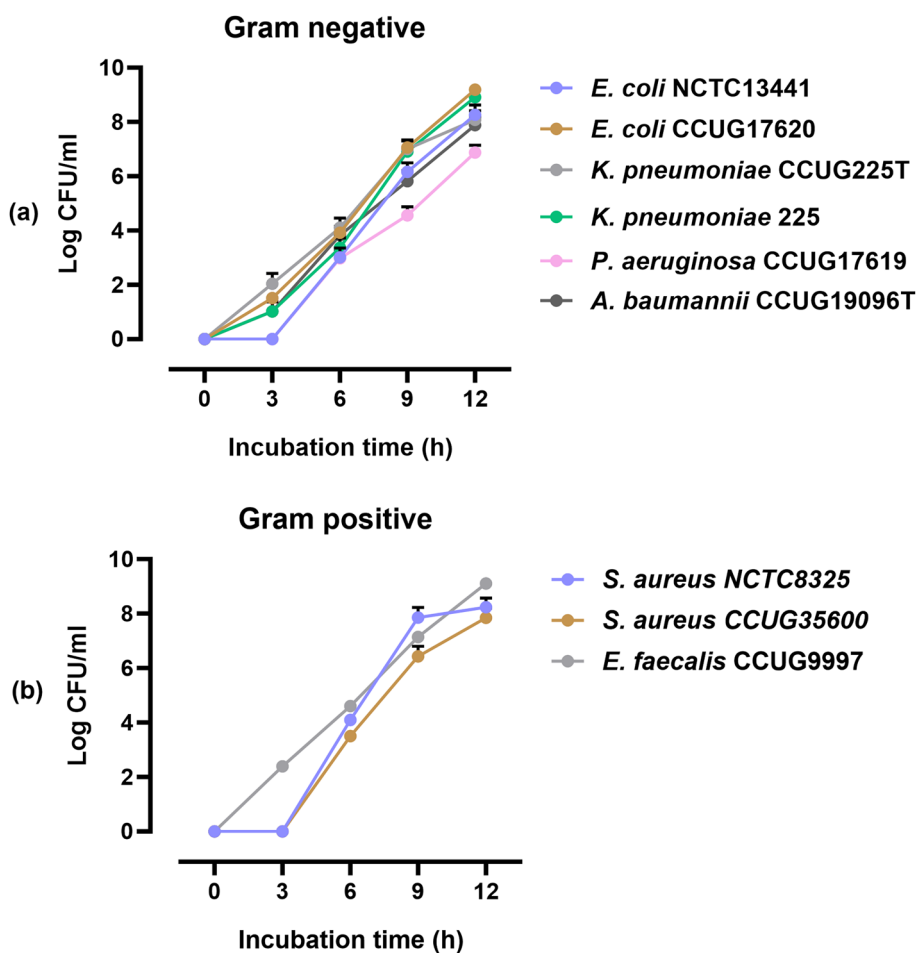 Gram negative
(a)
Log CFU/ml
10
8
6
4
2
0
0 3 6 9 12
Incubation time (h)
E. coli NCTC13441
E. coli CCUG17620
K. pneumoniae CCUG225T
K. pneumoniae 225
P. aeruginosa CCUG17619
A. baumannii CCUG19096T
Gram positive
(b)
Log CFU/ml
10
8
6
4
2
0
0 3 6 9 12
Incubation time (h)
S. aureus NCTC8325
S. aureus CCUG35600
E. faecalis CCUG9997